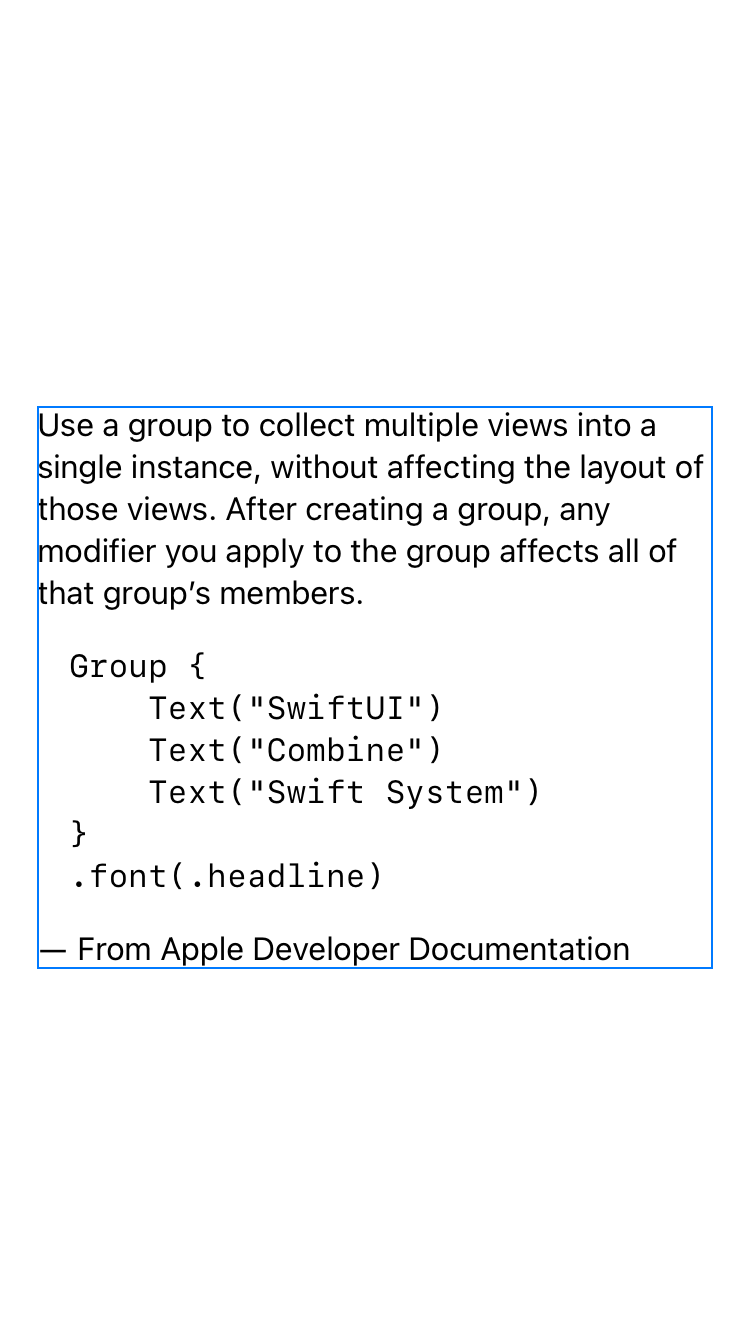 Use a group to collect multiple views into a
single instance, without affecting the layout of
those views. After creating a group, any
modifier you apply to the group affects all of
that group’s members.
Group {
    Text("SwiftUI")
    Text("Combine")
    Text("Swift System")
}
.font(.headline)
— From Apple Developer Documentation